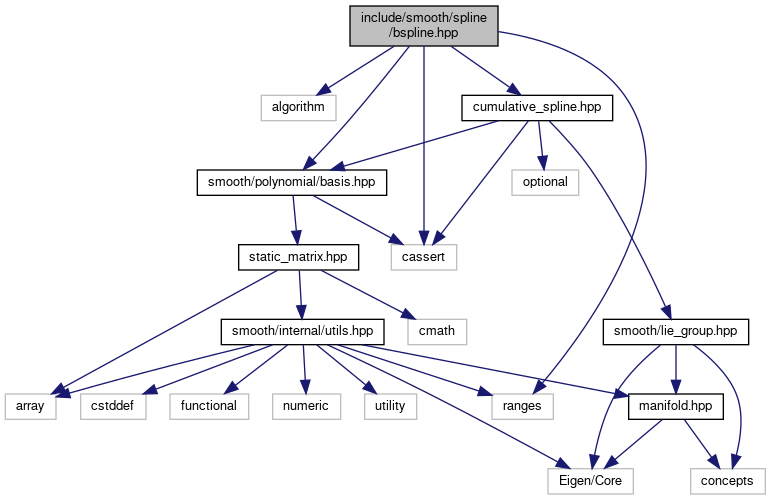 include/smooth/spline
/bspline.hpp
algorithm
cumulative_spline.hpp
smooth/polynomial/basis.hpp
optional
static_matrix.hpp
cassert
smooth/internal/utils.hpp
cmath
smooth/lie_group.hpp
array
cstddef
functional
numeric
utility
ranges
manifold.hpp
Eigen/Core
concepts